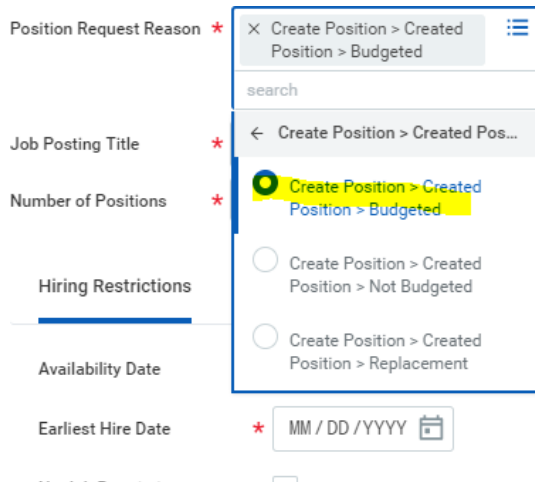 Position Request Reason *
× Create Position > Created
Position > Budgeted
search
← Create Position > Created Pos...
Job Posting Title *
Create Position > Created
Position > Budgeted
Number of Positions *
Create Position > Created
Position > Not Budgeted
Hiring Restrictions
Create Position > Created
Position > Replacement
Availability Date
Earliest Hire Date * MM / DD / YYYY